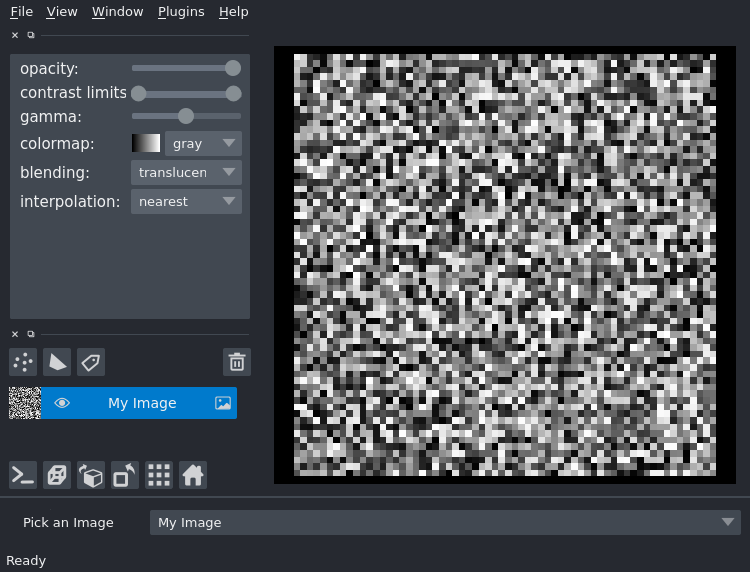 File View Window Plugins Help
opacity:
contrast limits
gamma:
colormap: gray
blending: translucen
interpolation: nearest
My Image
Pick an Image My Image
Ready